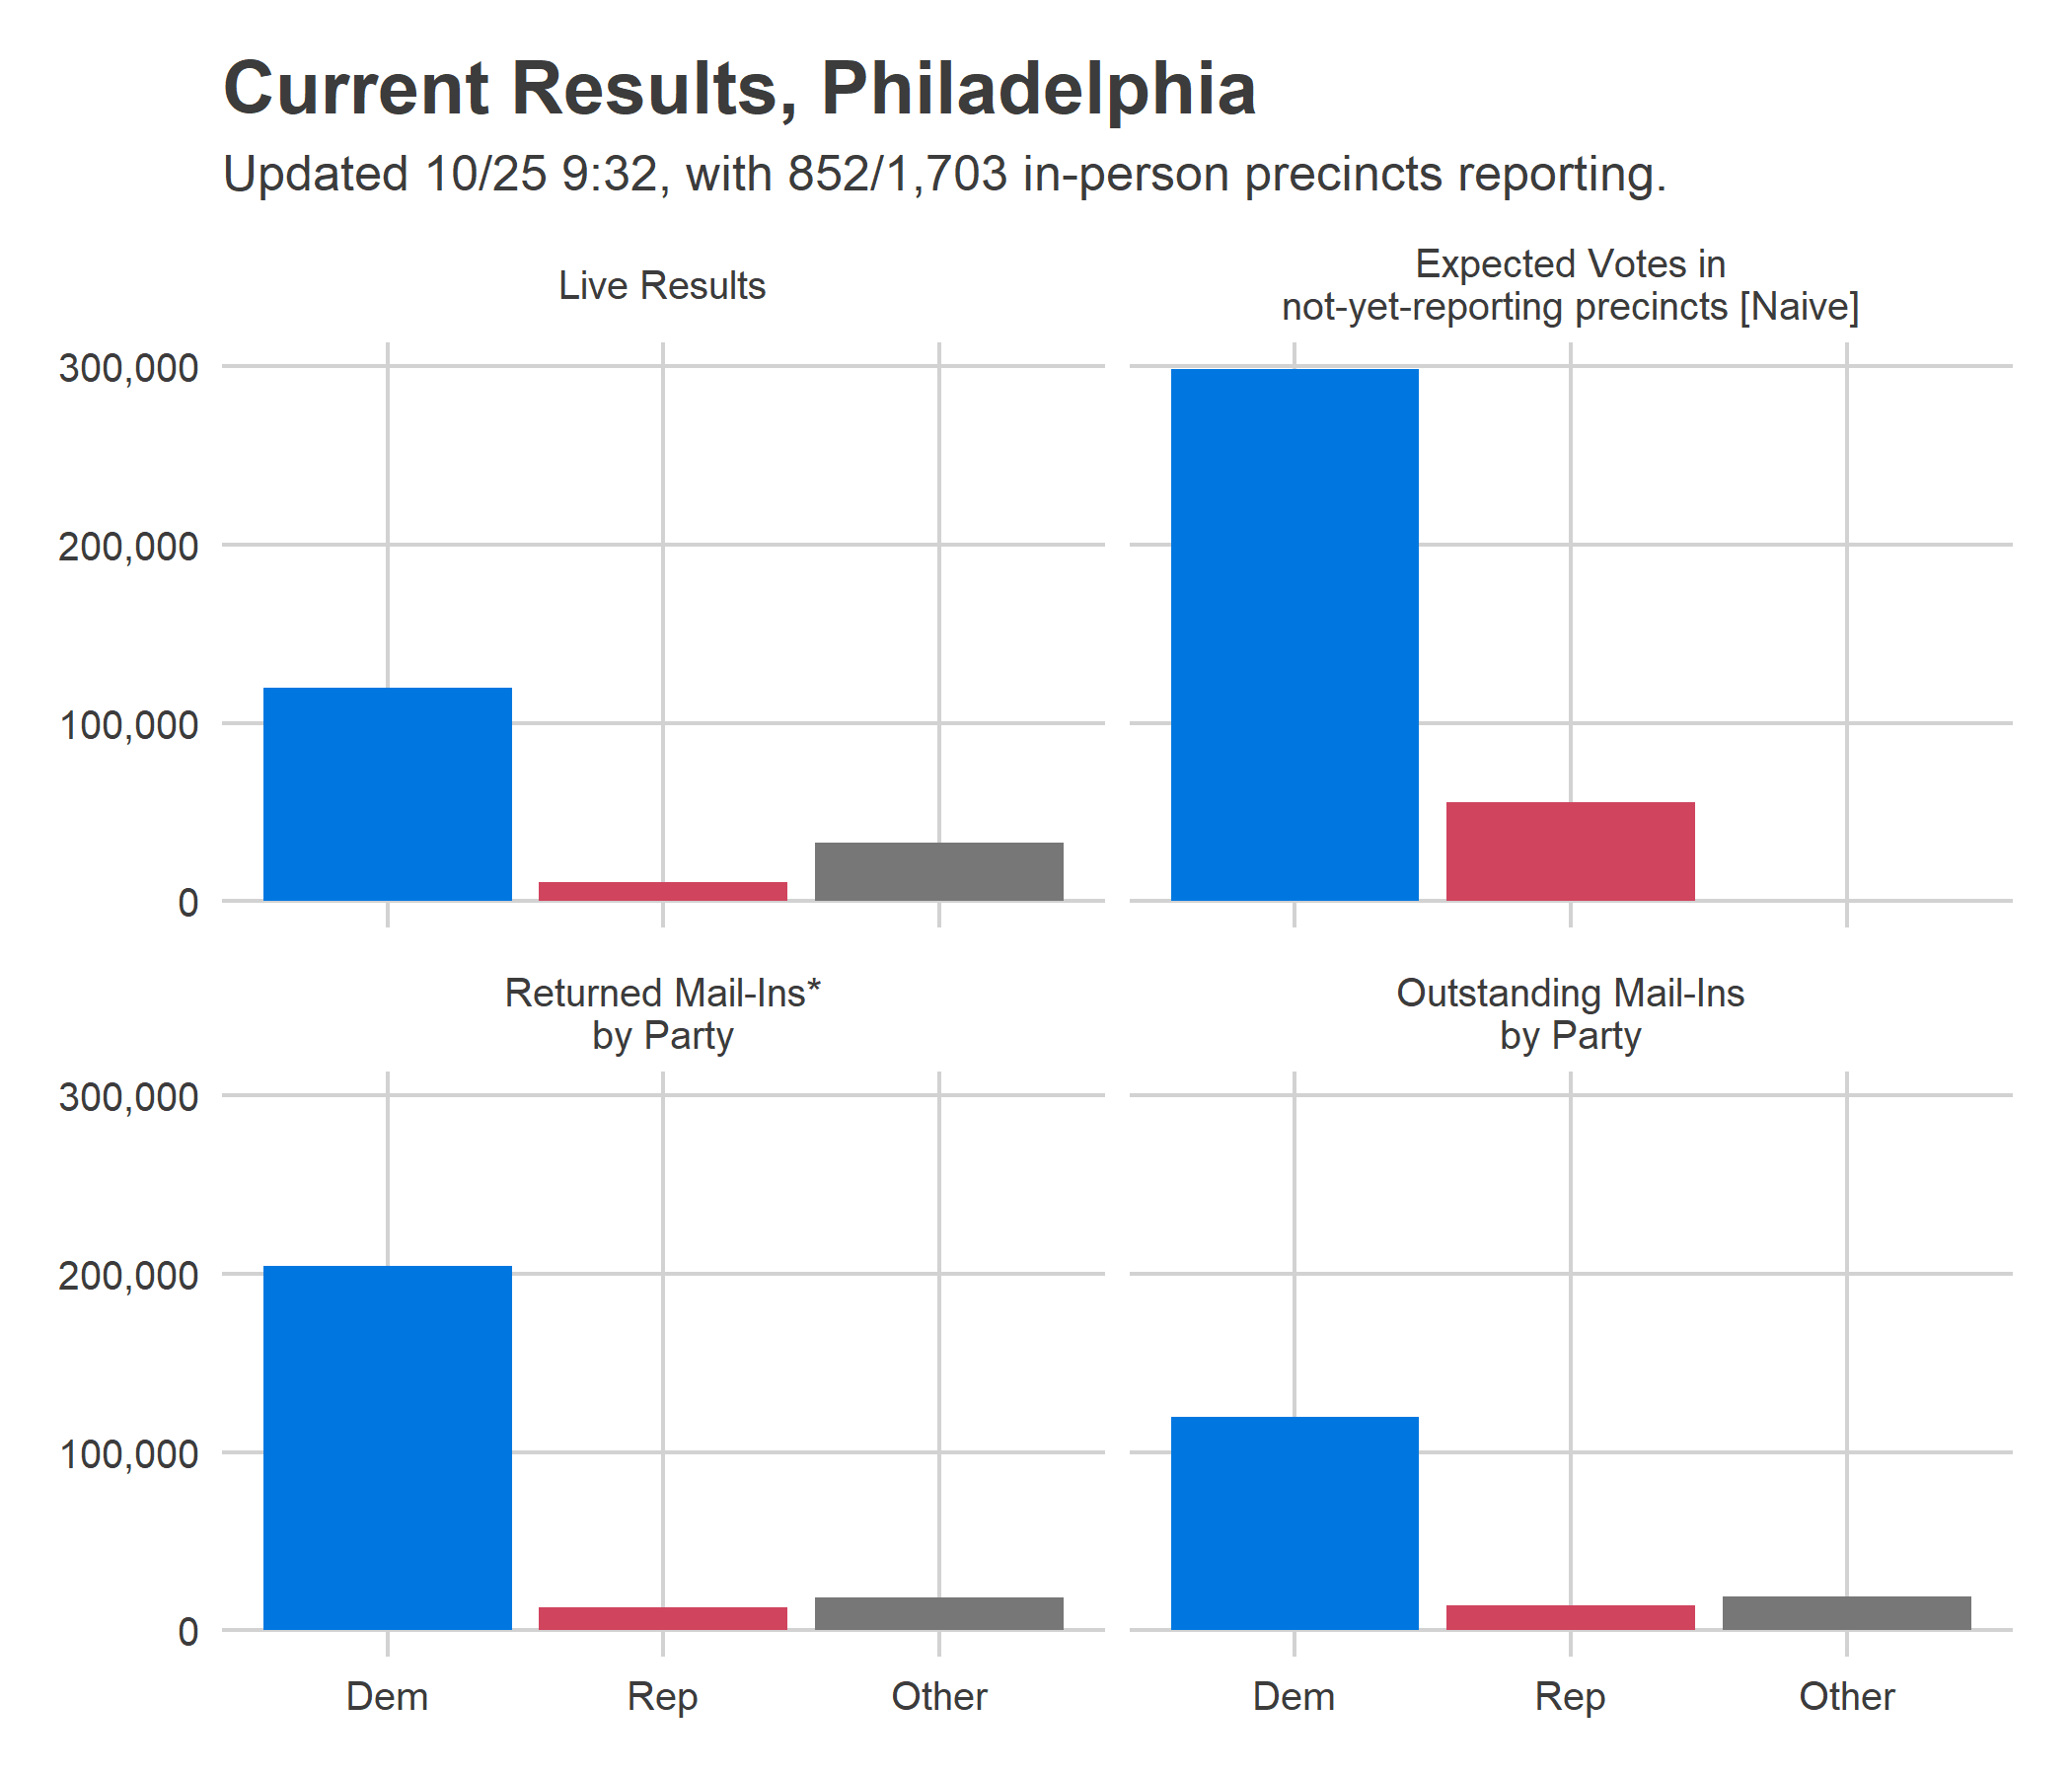 Current Results, Philadelphia
Updated 10/25 9:32, with 852/1,703 in-person precincts reporting.
Live Results
Expected Votes in
not-yet-reporting precincts [Naive]
300,000
200,000
100,000
0
Returned Mail-Ins*
by Party
Outstanding Mail-Ins
by Party
300,000
200,000
100,000
0
Dem
Rep
Other
Dem
Rep
Other